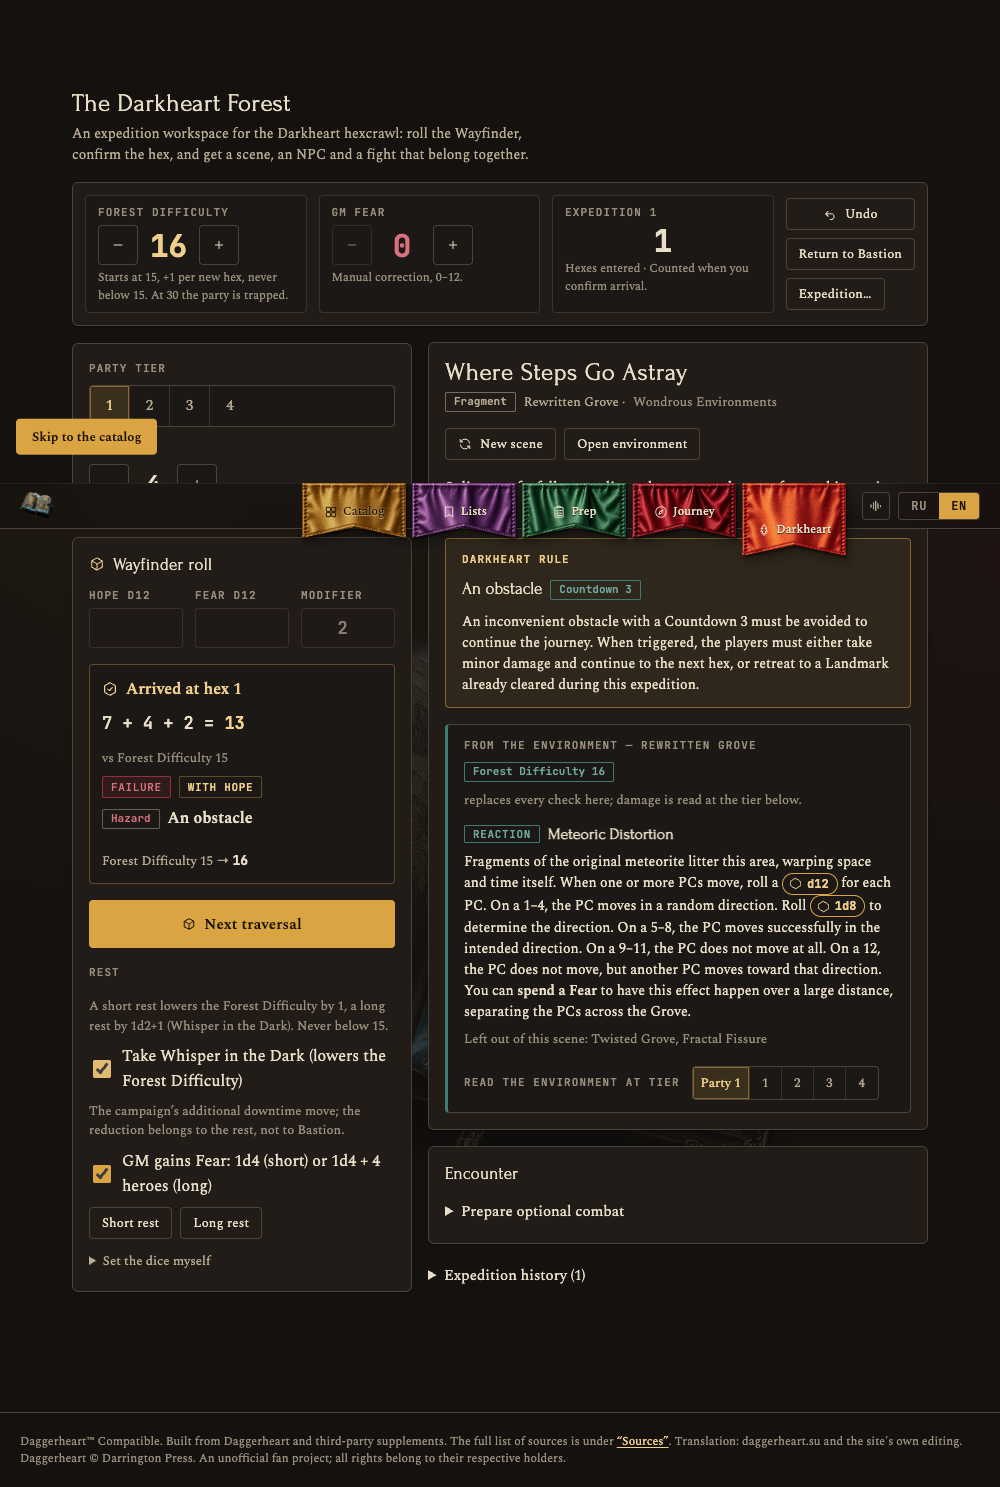 The Darkheart Forest
An expedition workspace for the Darkheart hexcrawl: roll the Wayfinder,
confirm the hex, and get a scene, an NPC and a fight that belong together.
FOREST DIFFICULTY
− 16 +
Starts at 15, +1 per new hex, never
below 15. At 30 the party is trapped.
GM FEAR
− 0 +
Manual correction, 0–12.
EXPEDITION 1
1
Hexes entered · Counted when you
confirm arrival.
Undo
Return to Bastion
Expedition…
PARTY TIER
1 2 3 4
Skip to the catalog
Where Steps Go Astray
Fragment Rewritten Grove · Wondrous Environments
New scene Open environment
Catalog Lists Prep Journey Darkheart
RU EN
Wayfinder roll
HOPE D12 FEAR D12 MODIFIER
2
Arrived at hex 1
7 + 4 + 2 = 13
vs Forest Difficulty 15
FAILURE WITH HOPE
Hazard An obstacle
Forest Difficulty 15 → 16
Next traversal
REST
A short rest lowers the Forest Difficulty by 1, a long
rest by 1d2+1 (Whisper in the Dark). Never below 15.
Take Whisper in the Dark (lowers the
Forest Difficulty)
The campaign’s additional downtime move; the
reduction belongs to the rest, not to Bastion.
GM gains Fear: 1d4 (short) or 1d4 + 4
heroes (long)
Short rest Long rest
Set the dice myself
DARKHEART RULE
An obstacle Countdown 3
An inconvenient obstacle with a Countdown 3 must be avoided to
continue the journey. When triggered, the players must either take
minor damage and continue to the next hex, or retreat to a Landmark
already cleared during this expedition.
FROM THE ENVIRONMENT — REWRITTEN GROVE
Forest Difficulty 16
replaces every check here; damage is read at the tier below.
REACTION Meteoric Distortion
Fragments of the original meteorite litter this area, warping space
and time itself. When one or more PCs move, roll a d12 for each
PC. On a 1–4, the PC moves in a random direction. Roll 1d8 to
determine the direction. On a 5–8, the PC moves successfully in the
intended direction. On a 9–11, the PC does not move at all. On a 12,
the PC does not move, but another PC moves toward that direction.
You can spend a Fear to have this effect happen over a large distance,
separating the PCs across the Grove.
Left out of this scene: Twisted Grove, Fractal Fissure
READ THE ENVIRONMENT AT TIER Party 1 1 2 3 4
Encounter
Prepare optional combat
Expedition history (1)
Daggerheart™ Compatible. Built from Daggerheart and third-party supplements. The full list of sources is under “Sources”. Translation: daggerheart.su and the site's own editing.
Daggerheart © Darrington Press. An unofficial fan project; all rights belong to their respective holders.